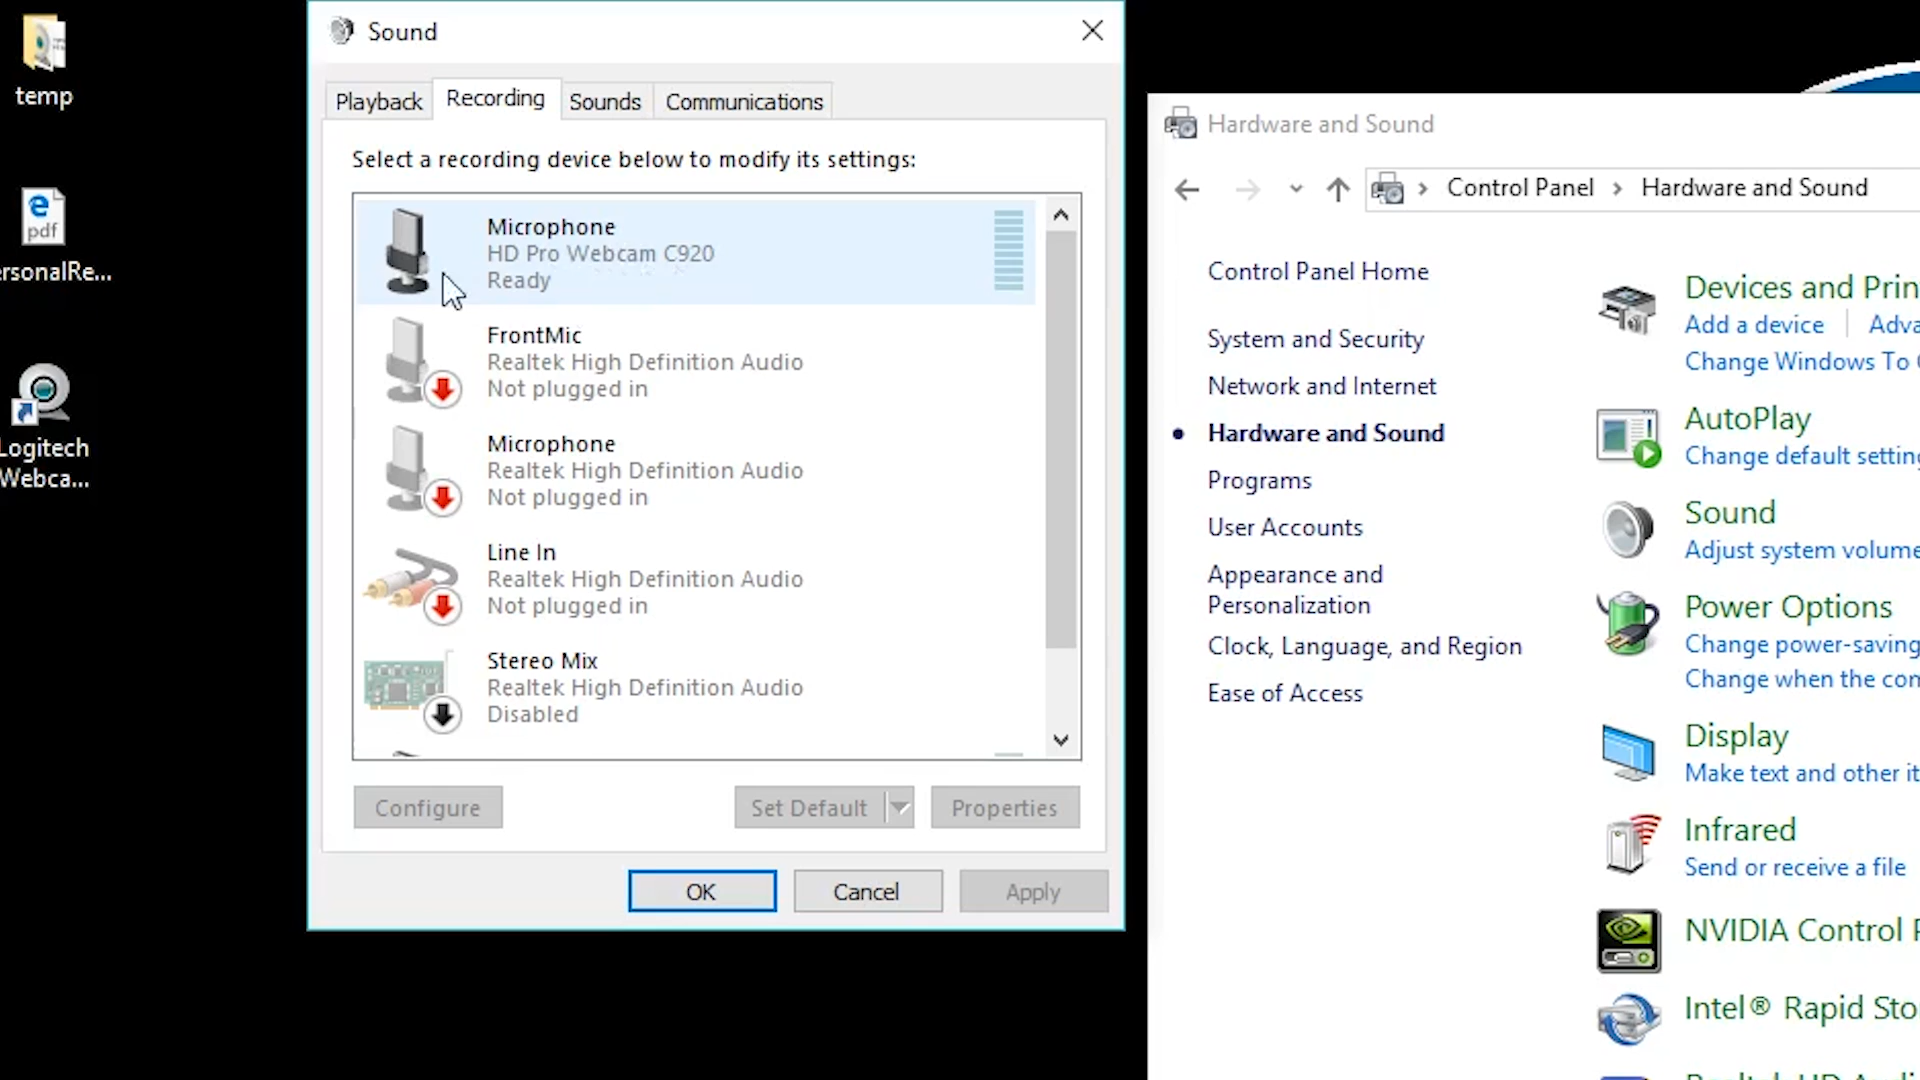 temp
pdf
ersonalRe...
Logitech
Webca...
Sound
Playback
Recording
Sounds
Communications
Select a recording device below to modify its settings:
Microphone
HD Pro Webcam C920
Ready
FrontMic
Realtek High Definition Audio
Not plugged in
Microphone
Realtek High Definition Audio
Not plugged in
Line In
Realtek High Definition Audio
Not plugged in
Stereo Mix
Realtek High Definition Audio
Disabled
Configure
Set Default
Properties
OK
Cancel
Apply
Hardware and Sound
Control Panel
Hardware and Sound
Control Panel Home
System and Security
Network and Internet
Hardware and Sound
Programs
User Accounts
Appearance and
Personalization
Clock, Language, and Region
Ease of Access
Devices and Prin
Add a device
Adva
Change Windows To
AutoPlay
Change default setting
Sound
Adjust system volume
Power Options
Change power-saving
Change when the com
Display
Make text and other it
Infrared
Send or receive a file
NVIDIA Control P
Intel® Rapid Sto